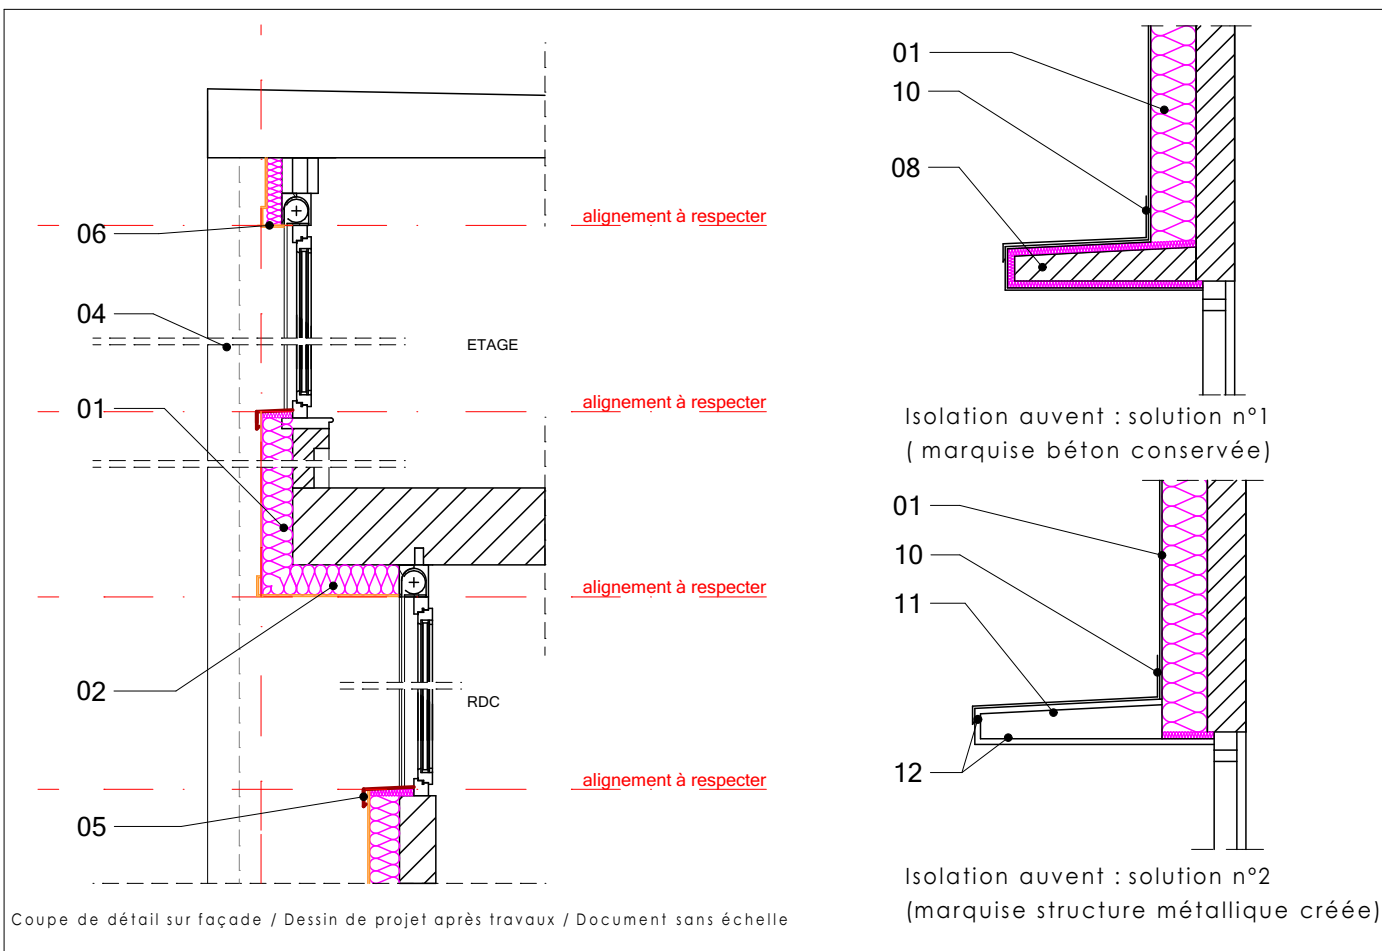 06
04
01
02
05
alignement à respecter
ETAGE
alignement à respecter
alignement à respecter
RDC
alignement à respecter
Coupe de détail sur façade / Dessin de projet après travaux / Document sans échelle
01
10
08
Isolation auvent : solution n°1
( marquise béton conservée)
01
10
11
12
Isolation auvent : solution n°2
(marquise structure métallique créée)